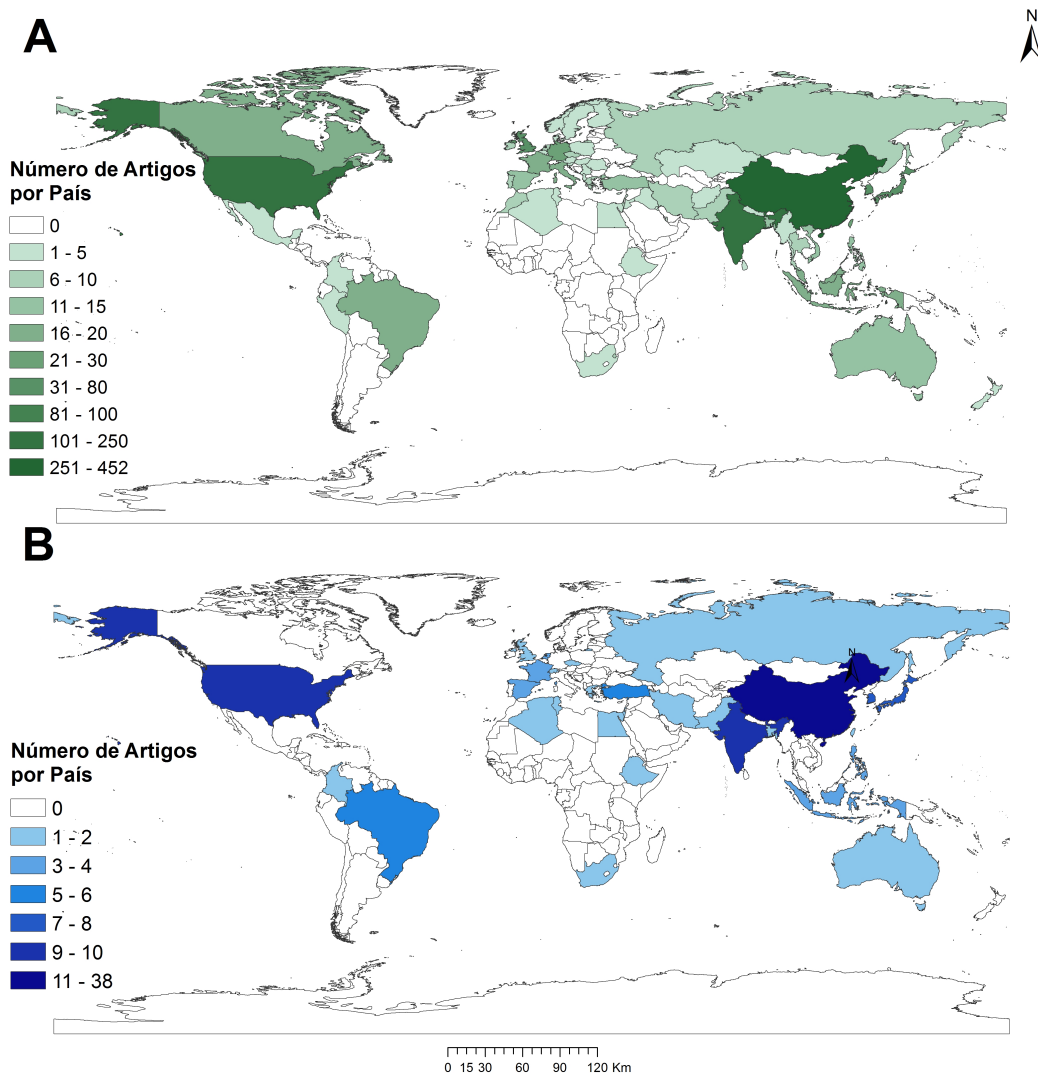 A
N
Número de Artigos
por País
0
1 - 5
6 - 10
11 - 15
16 - 20
21 - 30
31 - 80
81 - 100
101 - 250
251 - 452
B
N
Número de Artigos
por País
0
1 - 2
3 - 4
5 - 6
7 - 8
9 - 10
11 - 38
0 15 30 60 90 120 Km